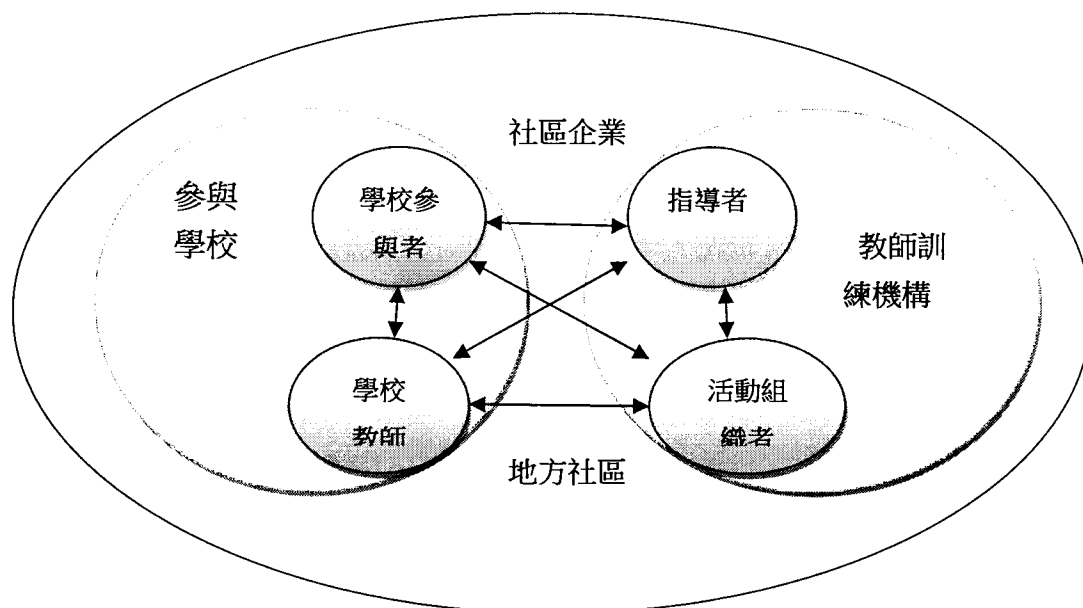 社區企業
參與
學校
學校參
與者
指導者
教師訓
練機構
學校
教師
活動組
織者
地方社區